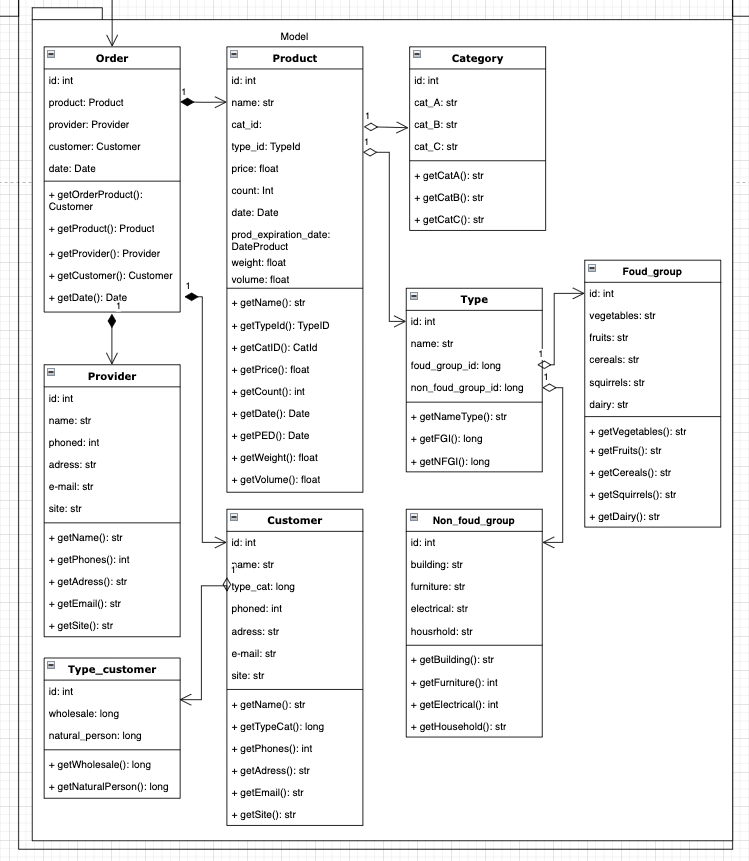 Model
Order
id: int
product: Product
provider: Provider
customer: Customer
date: Date
+ getOrderProduct():
Customer
+ getProduct(): Product
+ getProvider(): Provider
+ getCustomer(): Customer
+ getDate(): Date
1
1
1
Product
id: int
name: str
cat_id:
type_id: TypeId
price: float
count: Int
date: Date
prod_expiration_date:
DateProduct
weight: float
volume: float
+ getName(): str
+ getTypeId(): TypeID
+ getCatID(): CatId
+ getPrice(): float
+ getCount(): int
+ getDate(): Date
+ getPED(): Date
+ getWeight(): float
+ getVolume(): float
1
1
Category
id: int
cat_A: str
cat_B: str
cat_C: str
+ getCatA(): str
+ getCatB(): str
+ getCatC(): str
Type
id: int
name: str
foud_group_id: long
non_foud_group_id: long
+ getNameType(): str
+ getFGI(): long
+ getNFGI(): long
1
1
Foud_group
id: int
vegetables: str
fruits: str
cereals: str
squirrels: str
dairy: str
+ getVegetables(): str
+ getFruits(): str
+ getCereals(): str
+ getSquirrels(): str
+ getDairy(): str
Provider
id: int
name: str
phoned: int
adress: str
e-mail: str
site: str
+ getName(): str
+ getPhones(): int
+ getAdress(): str
+ getEmail(): str
+ getSite(): str
Customer
id: int
name: str
1
type_cat: long
phoned: int
adress: str
e-mail: str
site: str
+ getName(): str
+ getTypeCat(): long
+ getPhones(): int
+ getAdress(): str
+ getEmail(): str
+ getSite(): str
Non_foud_group
id: int
building: str
furniture: str
electrical: str
housrhold: str
+ getBuilding(): str
+ getFurniture(): int
+ getElectrical(): int
+ getHousehold(): str
Type_customer
id: int
wholesale: long
natural_person: long
+ getWholesale(): long
+ getNaturalPerson(): long